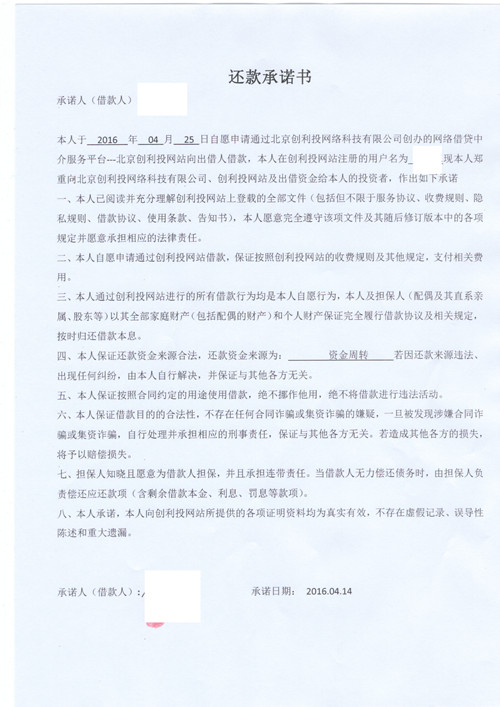 还款承诺书
承诺人（借款人）
本人于 2016 年 04 月 25 日自愿申请通过北京创利投网络科技有限公司创办的网络借贷中
介服务平台---北京创利投网站向出借人借款，本人在创利投网站注册的用户名为 现本人郑
重向北京创利投网络科技有限公司、创利投网站及出借资金给本人的投资者，作出如下承诺
一、本人已阅读并充分理解创利投网站上登载的全部文件（包括但不限于服务协议、收费规则、隐
私规则、借款协议、使用条款、告知书），本人愿意完全遵守该项文件及其随后修订版本中的各项
规定并愿意承担相应的法律责任。
二、本人自愿申请通过创利投网站借款，保证按照创利投网站的收费规则及其他规定，支付相关费
用。
三、本人通过创利投网站进行的所有借款行为均是本人自愿行为，本人及担保人（配偶及其直系亲
属、股东等）以其全部家庭财产（包括配偶的财产）和个人财产保证完全履行借款协议及相关规定，
按时归还借款本息。
四、本人保证还款资金来源合法，还款资金来源为： 资金周转 若因还款来源违法、
出现任何纠纷，由本人自行解决，并保证与其他各方无关。
五、本人保证按照合同约定的用途使用借款，绝不挪作他用，绝不将借款进行违法活动。
六、本人保证借款目的的合法性，不存在任何合同诈骗或集资诈骗的嫌疑，一旦被发现涉嫌合同诈
骗或集资诈骗，自行处理并承担相应的刑事责任，保证与其他各方无关。若造成其他各方的损失，
将予以赔偿损失。
七、担保人知晓且愿意为借款人担保，并且承担连带责任。当借款人无力偿还债务时，由担保人负
责偿还应还款项（含剩余借款本金、利息、罚息等款项）。
八、本人承诺，本人向创利投网站所提供的各项证明资料均为真实有效，不存在虚假记录、误导性
陈述和重大遗漏。
承诺人（借款人）: 承诺日期： 2016.04.14